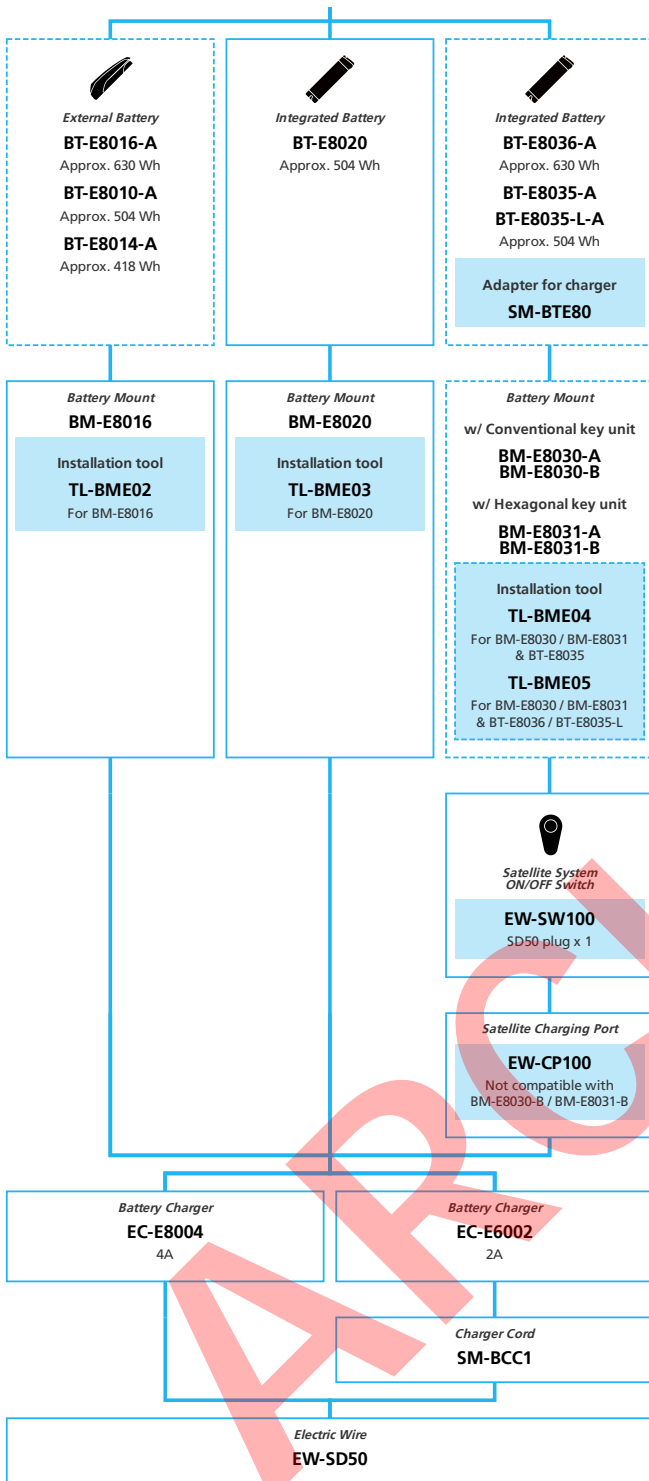 External Battery
BT-E8016-A
Approx. 630 Wh
BT-E8010-A
Approx. 504 Wh
BT-E8014-A
Approx. 418 Wh
Integrated Battery
BT-E8020
Approx. 504 Wh
Integrated Battery
BT-E8036-A
Approx. 630 Wh
BT-E8035-A
BT-E8035-L-A
Approx. 504 Wh
Adapter for charger
SM-BTE80
Battery Mount
BM-E8016
Installation tool
TL-BME02
For BM-E8016
Battery Mount
BM-E8020
Installation tool
TL-BME03
For BM-E8020
Battery Mount
w/ Conventional key unit
BM-E8030-A
BM-E8030-B
w/ Hexagonal key unit
BM-E8031-A
BM-E8031-B
Installation tool
TL-BME04
For BM-E8030 / BM-E8031
& BT-E8035
TL-BME05
For BM-E8030 / BM-E8031
& BT-E8036 / BT-E8035-L
Satellite System
ON/OFF Switch
EW-SW100
SD50 plug x 1
Satellite Charging Port
EW-CP100
Not compatible with
BM-E8030-B / BM-E8031-B
Battery Charger
EC-E8004
4A
Battery Charger
EC-E6002
2A
Charger Cord
SM-BCC1
Electric Wire
EW-SD50
ARC